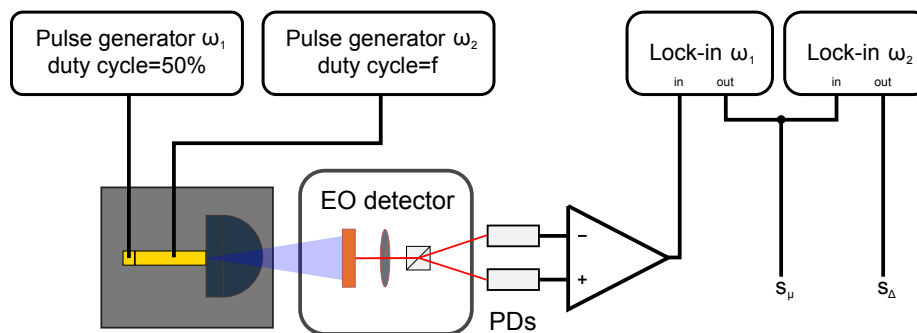 Pulse generator ω₁
duty cycle=50%
Pulse generator ω₂
duty cycle=f
Lock-in ω₁
in out
Lock-in ω₂
in out
EO detector
−
+
PDs
s_μ
s_Δ